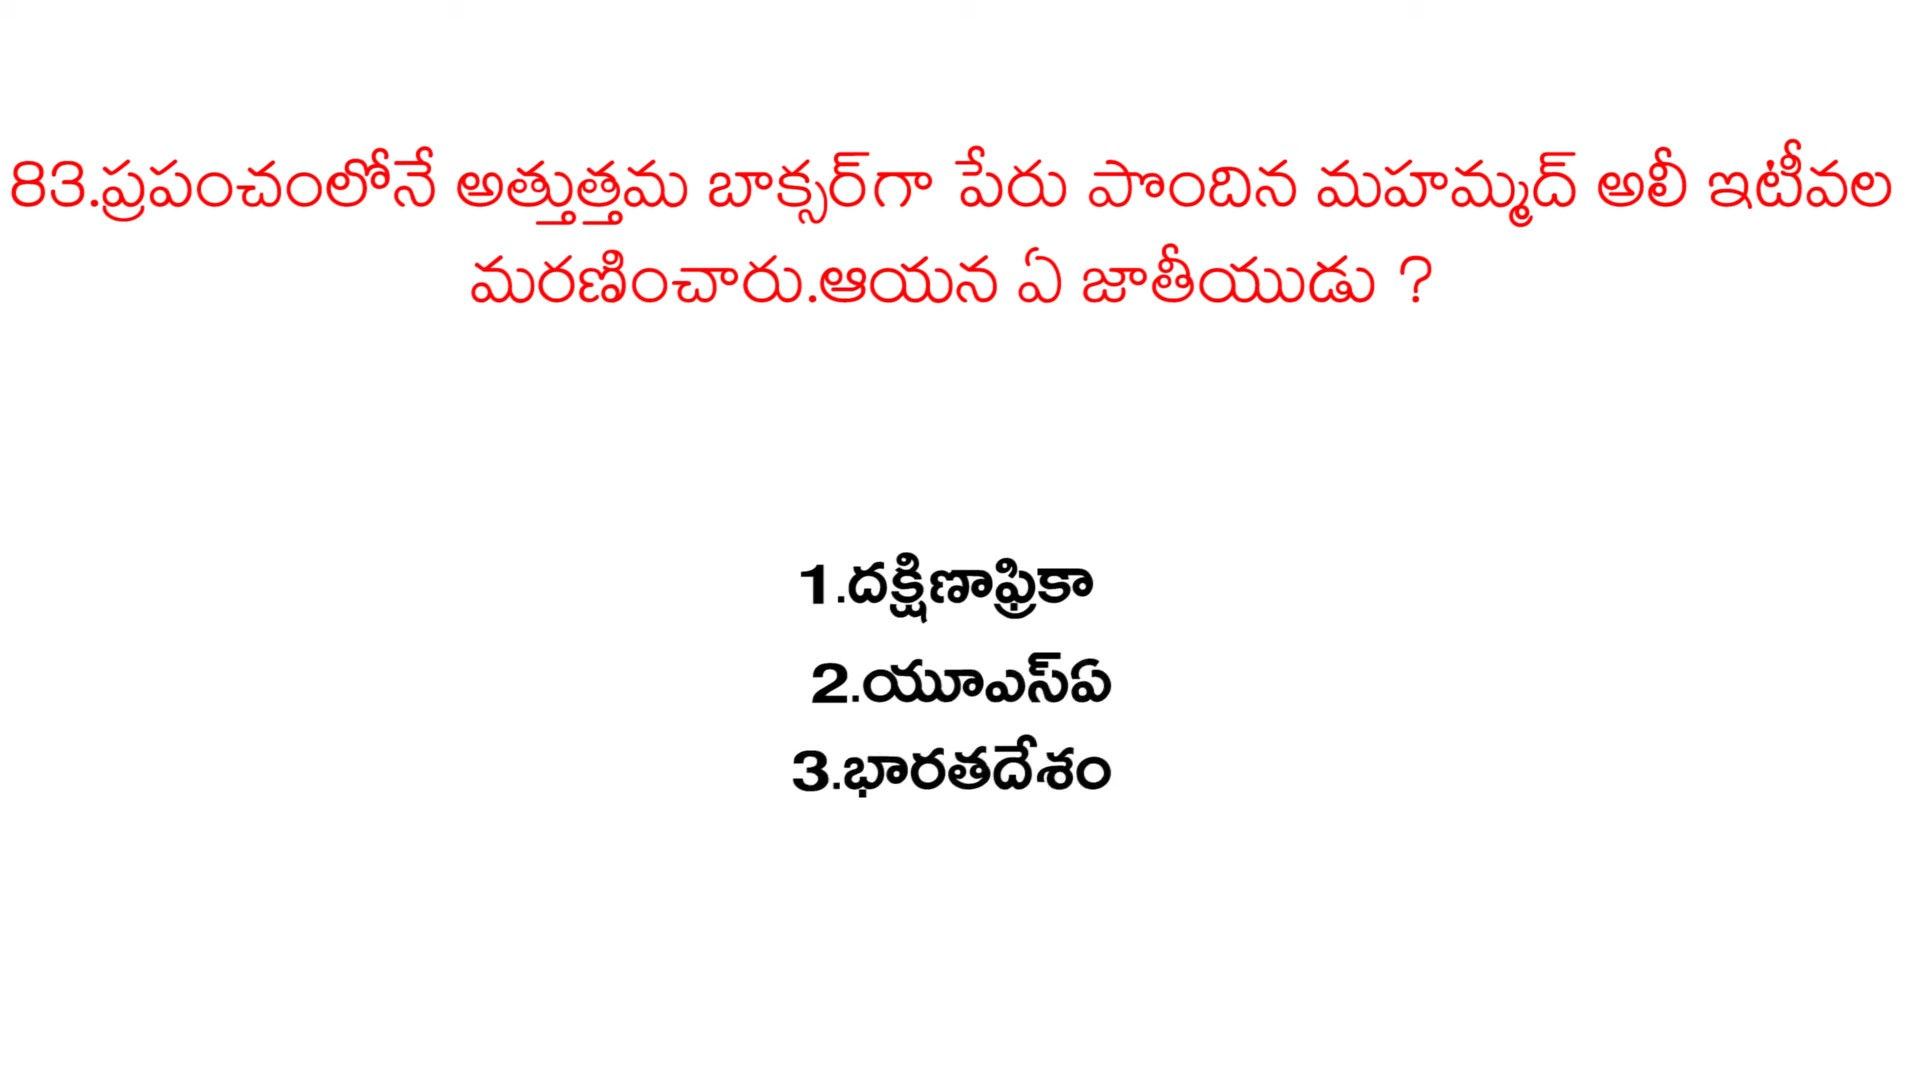 83.ప్రపంచంలోనే అత్త్యుత్తమ బాక్సర్‌గా పేరు పొందిన మహమ్మద్ అలీ ఇటీవల
మరణించారు.ఆయన ఏ జాతీయుడు ?
1.దక్షిణాఫ్రికా
2.యూఎస్ఏ
3.భారతదేశం